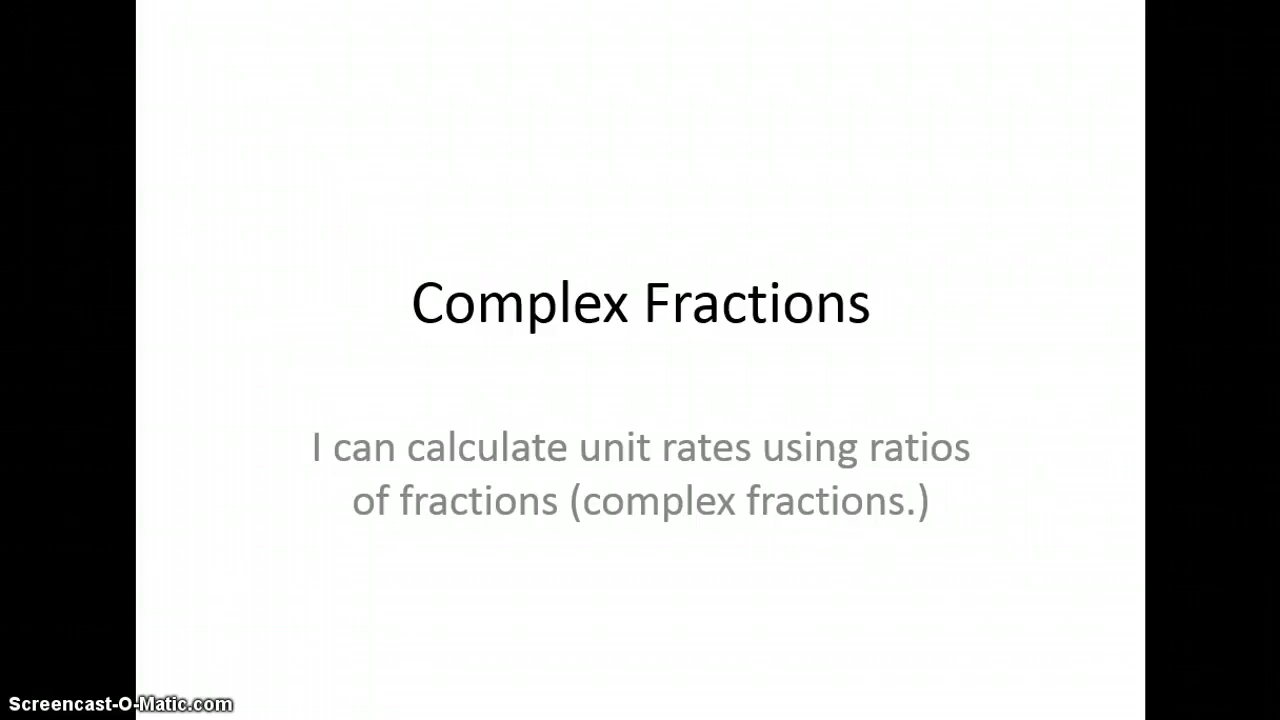 Complex Fractions
I can calculate unit rates using ratios
of fractions (complex fractions.)
Screencast-O-Matic.com